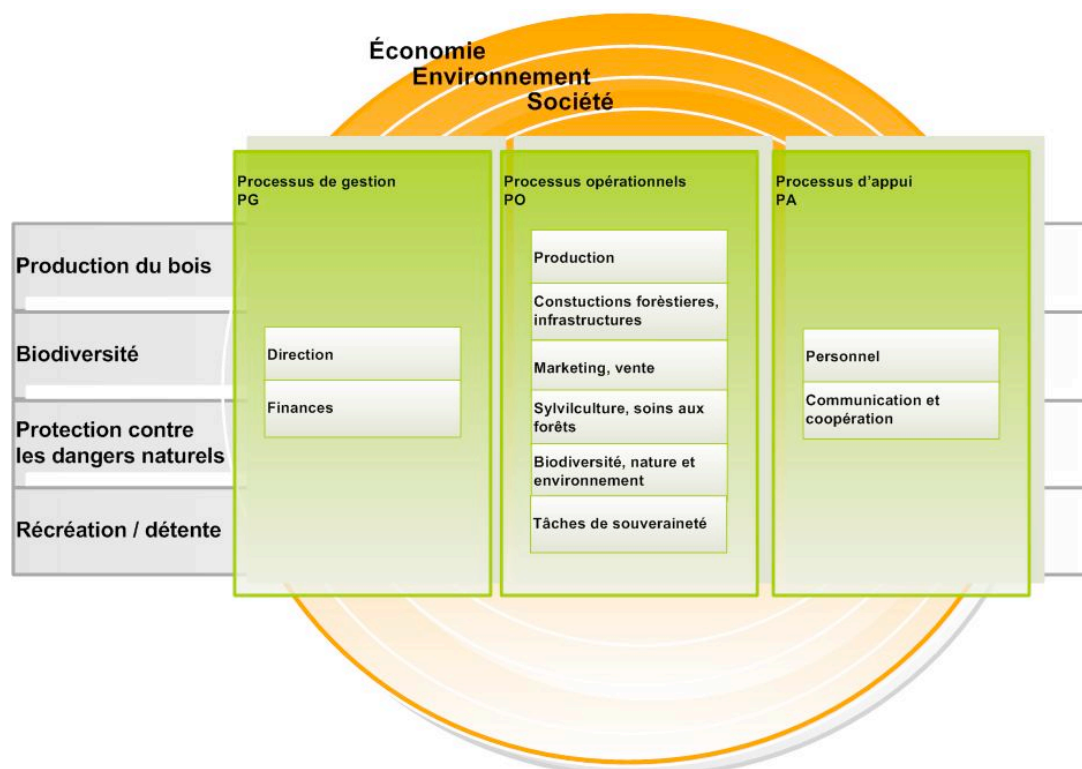 Économie
Environnement
Société
Processus de gestion
PG
Processus opérationnels
PO
Processus d'appui
PA
Production du bois
Biodiversité
Protection contre
les dangers naturels
Récréation / détente
Direction
Finances
Production
Constuctions forèstieres,
infrastructures
Marketing, vente
Sylvilculture, soins aux
forêts
Biodiversité, nature et
environnement
Tâches de souveraineté
Personnel
Communication et
coopération